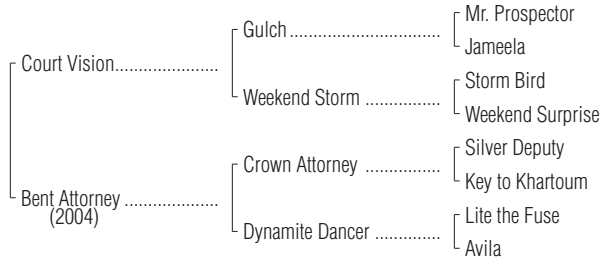 Mr. Prospector
Gulch
Jameela
Court Vision
Storm Bird
Weekend Storm
Weekend Surprise
Silver Deputy
Crown Attorney
Key to Khartoum
Bent Attorney
(2004)
Lite the Fuse
Dynamite Dancer
Avila